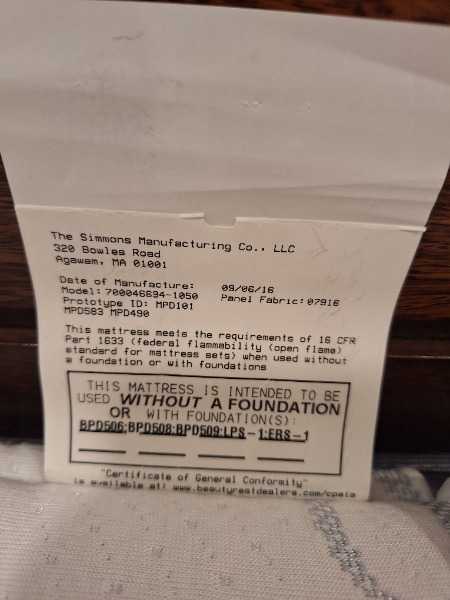 The Simmons Manufacturing Co., LLC
320 Bowles Road
Agawam, MA 01001
Date of Manufacture: 09/06/16
Model: 700046694-1050 Panel Fabric: 07916
Prototype ID: MPD101
MPD583 MPD490
This mattress meets the requirements of 16 CFR
Part 1633 (federal flammability (open flame)
standard for mattress sets) when used without
a foundation or with foundations
THIS MATTRESS IS INTENDED TO BE
USED WITHOUT A FOUNDATION
OR WITH FOUNDATION(S):
BPD506;BPD508;BPD509;LPS-1;ERS-1
"Certificate of General Conformity"
is available at: www.beautyrestdealers.com/cpsia